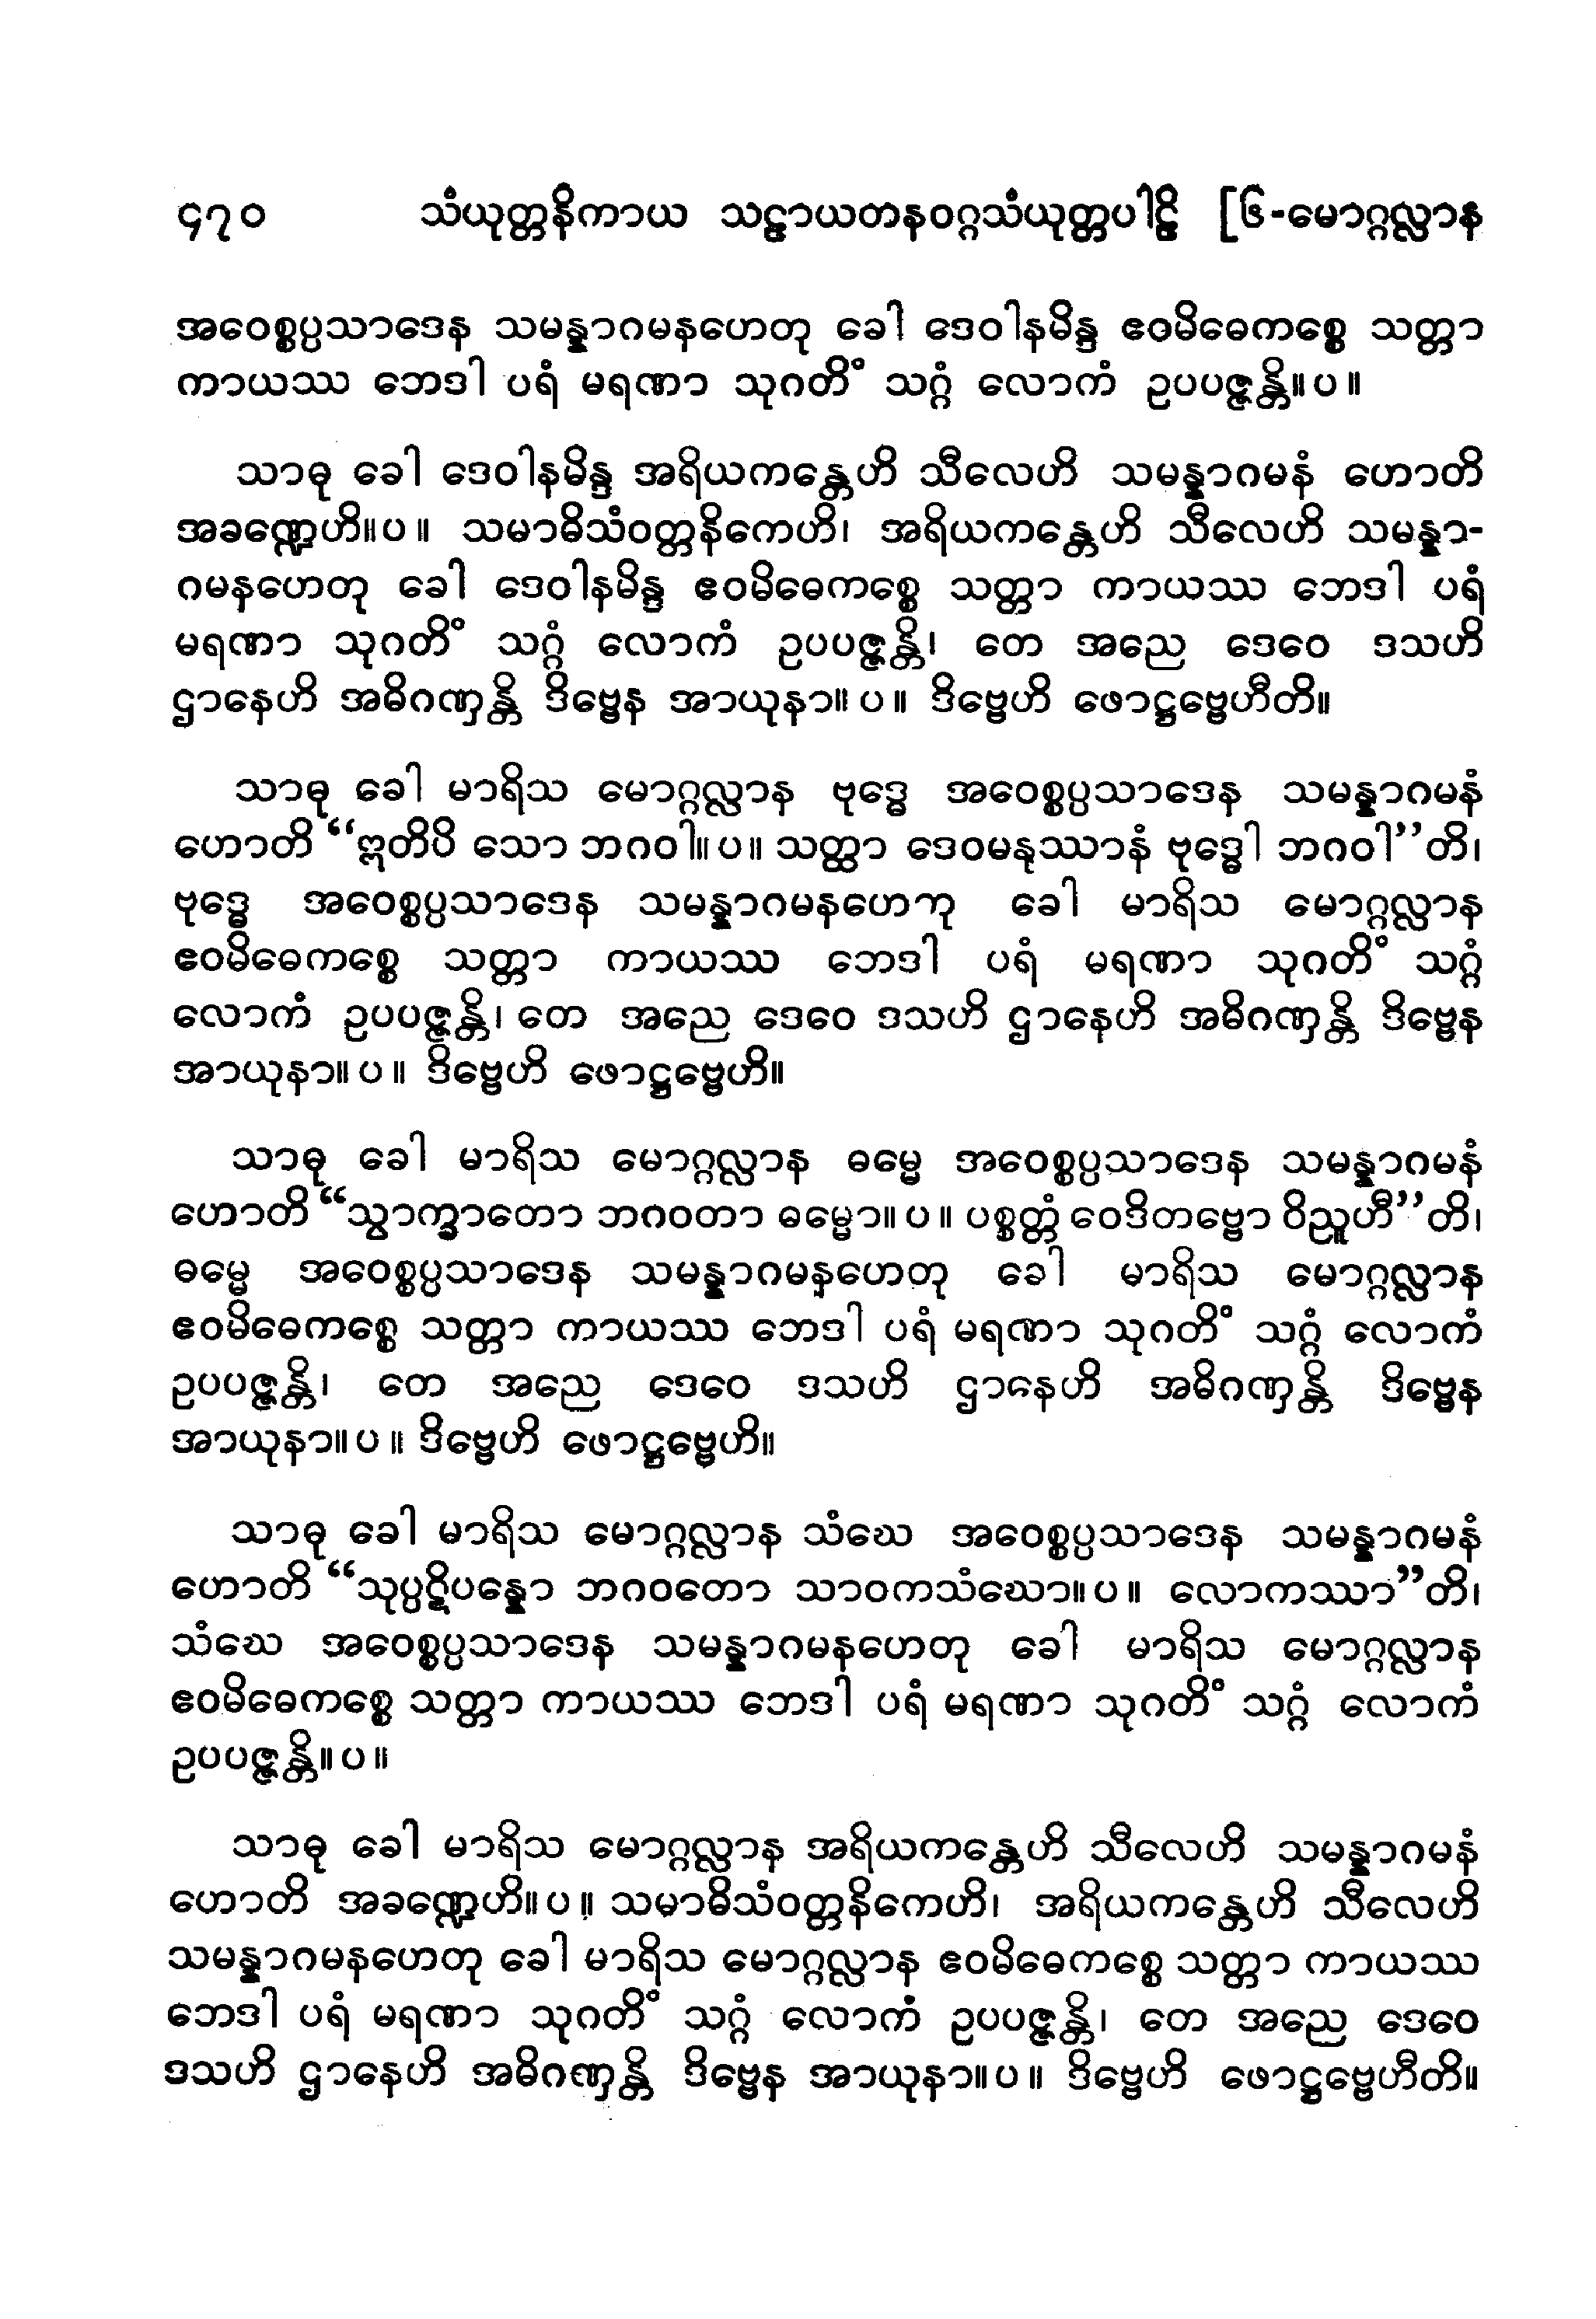 ၄၇၀ သံယုတ္တနိကာယ သဠာယတနဝဂ္ဂသံယုတ္တပါဠိ [၆-မောဂ္ဂလ္လာန
အဝေစ္စပ္ပသာဒေန သမန္နာဂမနဟေတု ခေါ ဒေဝါနမိန္ဒ ဧဝမိဓေကစ္စေ သတ္တာ
ကာယဿ ဘေဒါ ပရံ မရဏာ သုဂတိံ သဂ္ဂံ လောကံ ဥပပဇ္ဇန္တိ။ပ။
သာဓု ခေါ ဒေဝါနမိန္ဒ အရိယကန္တေဟိ သီလေဟိ သမန္နာဂမနံ ဟောတိ
အခဏ္ဍေဟိ။ပ။ သမာဓိသံဝတ္တနိကေဟိ၊ အရိယကန္တေဟိ သီလေဟိ သမန္နာ-
ဂမနဟေတု ခေါ ဒေဝါနမိန္ဒ ဧဝမိဓေကစ္စေ သတ္တာ ကာယဿ ဘေဒါ ပရံ
မရဏာ သုဂတိံ သဂ္ဂံ လောကံ ဥပပဇ္ဇန္တိ၊ တေ အညေ ဒေဝေ ဒသဟိ
ဌာနေဟိ အဓိဂဏှန္တိ ဒိဗ္ဗေန အာယုနာ။ပ။ ဒိဗ္ဗေဟိ ဖောဋ္ဌဗ္ဗေဟီတိ။
သာဓု ခေါ မာရိသ မောဂ္ဂလ္လာန ဗုဒ္ဓေ အဝေစ္စပ္ပသာဒေန သမန္နာဂမနံ
ဟောတိ “ဣတိပိ သော ဘဂဝါ။ပ။ သတ္ထာ ဒေဝမနုဿာနံ ဗုဒ္ဓေါ ဘဂဝါ”တိ၊
ဗုဒ္ဓေ အဝေစ္စပ္ပသာဒေန သမန္နာဂမနဟေတု ခေါ မာရိသ မောဂ္ဂလ္လာန
ဧဝမိဓေကစ္စေ သတ္တာ ကာယဿ ဘေဒါ ပရံ မရဏာ သုဂတိံ သဂ္ဂံ
လောကံ ဥပပဇ္ဇန္တိ၊ တေ အညေ ဒေဝေ ဒသဟိ ဌာနေဟိ အဓိဂဏှန္တိ ဒိဗ္ဗေန
အာယုနာ။ပ။ ဒိဗ္ဗေဟိ ဖောဋ္ဌဗ္ဗေဟိ။
သာဓု ခေါ မာရိသ မောဂ္ဂလ္လာန ဓမ္မေ အဝေစ္စပ္ပသာဒေန သမန္နာဂမနံ
ဟောတိ “သွာက္ခာတော ဘဂဝတာ ဓမ္မော။ပ။ ပစ္စတ္တံ ဝေဒိတဗ္ဗော ဝိညူဟီ”တိ၊
ဓမ္မေ အဝေစ္စပ္ပသာဒေန သမန္နာဂမနဟေတု ခေါ မာရိသ မောဂ္ဂလ္လာန
ဧဝမိဓေကစ္စေ သတ္တာ ကာယဿ ဘေဒါ ပရံ မရဏာ သုဂတိံ သဂ္ဂံ လောကံ
ဥပပဇ္ဇန္တိ၊ တေ အညေ ဒေဝေ ဒသဟိ ဌာနေဟိ အဓိဂဏှန္တိ ဒိဗ္ဗေန
အာယုနာ။ပ။ ဒိဗ္ဗေဟိ ဖောဋ္ဌဗ္ဗေဟိ။
သာဓု ခေါ မာရိသ မောဂ္ဂလ္လာန သံဃေ အဝေစ္စပ္ပသာဒေန သမန္နာဂမနံ
ဟောတိ “သုပ္ပဋိပန္နော ဘဂဝတော သာဝကသံဃော။ပ။ လောကဿာ”တိ၊
သံဃေ အဝေစ္စပ္ပသာဒေန သမန္နာဂမနဟေတု ခေါ မာရိသ မောဂ္ဂလ္လာန
ဧဝမိဓေကစ္စေ သတ္တာ ကာယဿ ဘေဒါ ပရံ မရဏာ သုဂတိံ သဂ္ဂံ လောကံ
ဥပပဇ္ဇန္တိ။ပ။
သာဓု ခေါ မာရိသ မောဂ္ဂလ္လာန အရိယကန္တေဟိ သီလေဟိ သမန္နာဂမနံ
ဟောတိ အခဏ္ဍေဟိ။ပ။ သမာဓိသံဝတ္တနိကေဟိ၊ အရိယကန္တေဟိ သီလေဟိ
သမန္နာဂမနဟေတု ခေါ မာရိသ မောဂ္ဂလ္လာန ဧဝမိဓေကစ္စေ သတ္တာ ကာယဿ
ဘေဒါ ပရံ မရဏာ သုဂတိံ သဂ္ဂံ လောကံ ဥပပဇ္ဇန္တိ၊ တေ အညေ ဒေဝေ
ဒသဟိ ဌာနေဟိ အဓိဂဏှန္တိ ဒိဗ္ဗေန အာယုနာ။ပ။ ဒိဗ္ဗေဟိ ဖောဋ္ဌဗ္ဗေဟီတိ။